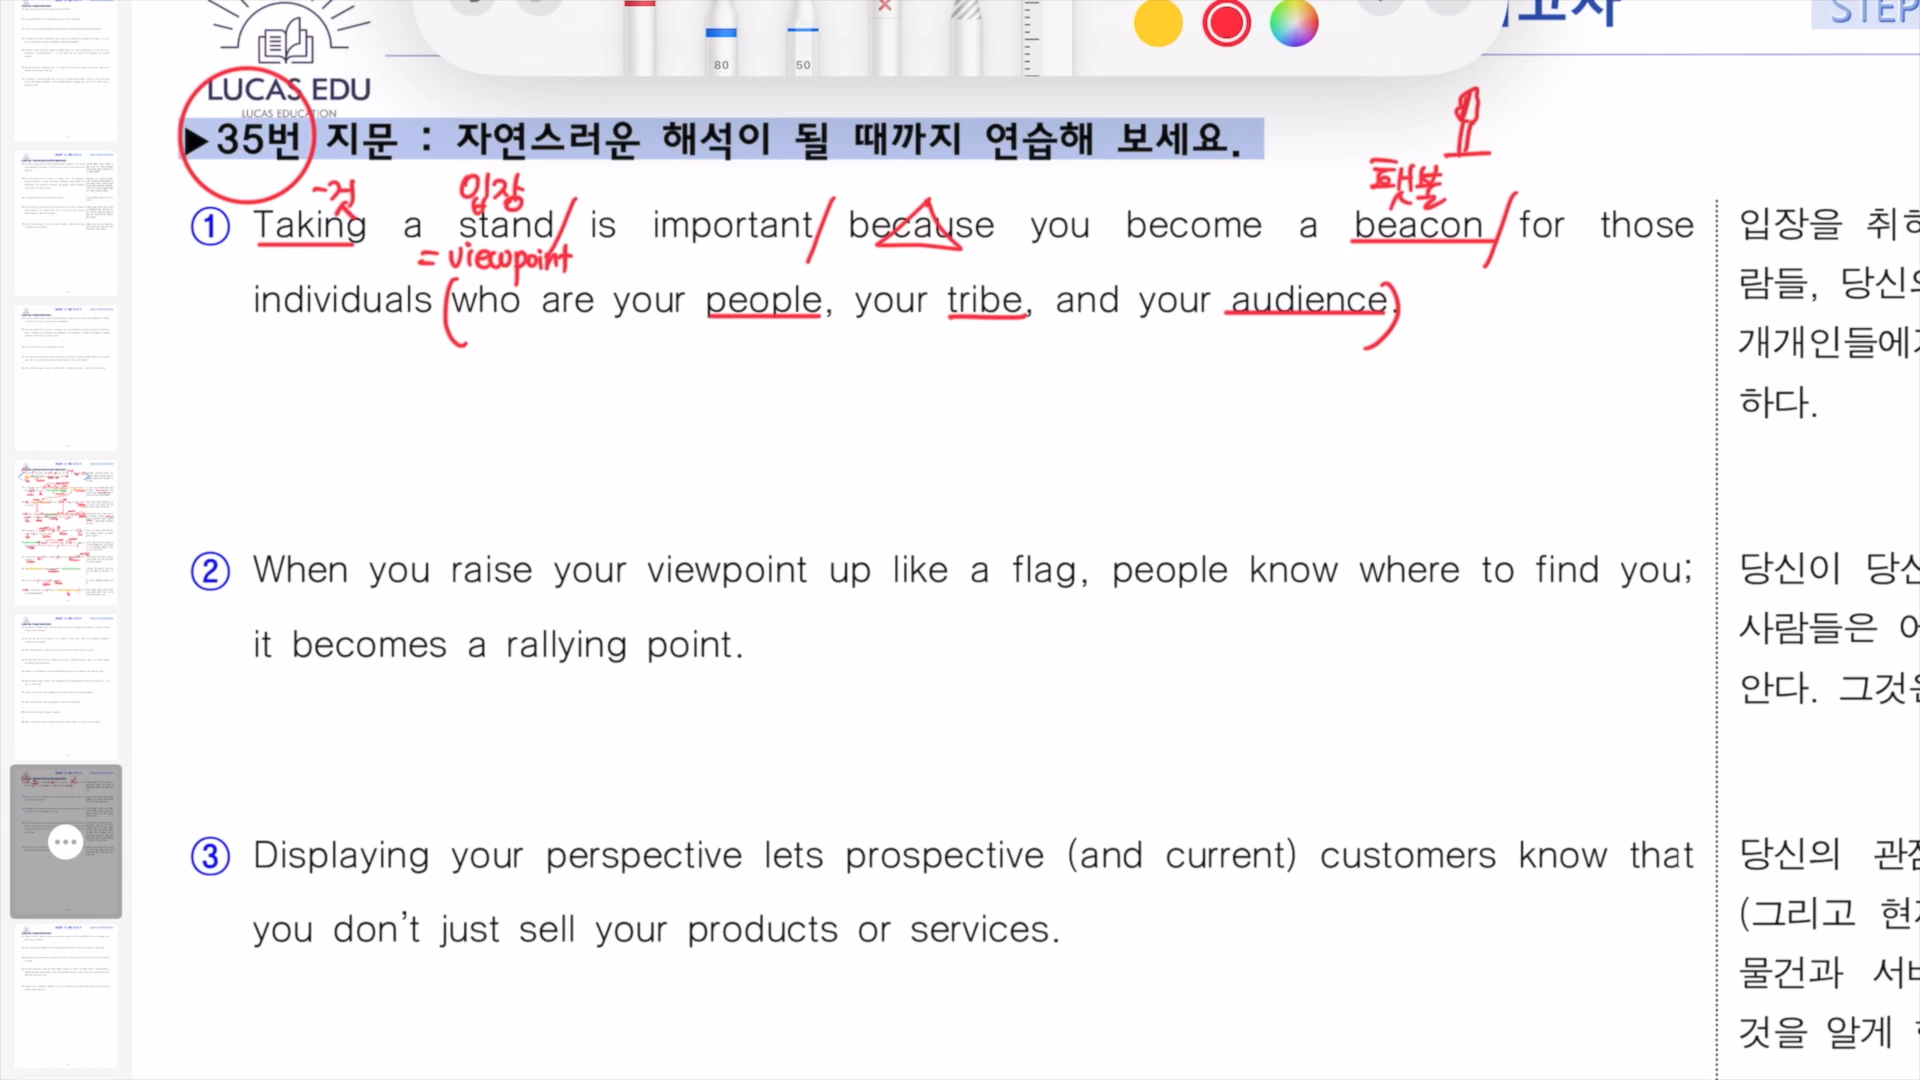 80
50
고사
STEP
LUCAS EDU
LUCAS EDUCATION
▶35번 지문 : 자연스러운 해석이 될 때까지 연습해 보세요.
-것
입장
횃불
① Taking a stand is important because you become a beacon for those
= viewpoint
individuals who are your people, your tribe, and your audience.
② When you raise your viewpoint up like a flag, people know where to find you;
it becomes a rallying point.
③ Displaying your perspective lets prospective (and current) customers know that
you don't just sell your products or services.
입장을
람들, 당신의
개개인들에게
하다.
당신이 당신
사람들은
안다. 그것은
당신의 관점
(그리고 현재
물건과 서비
것을 알게